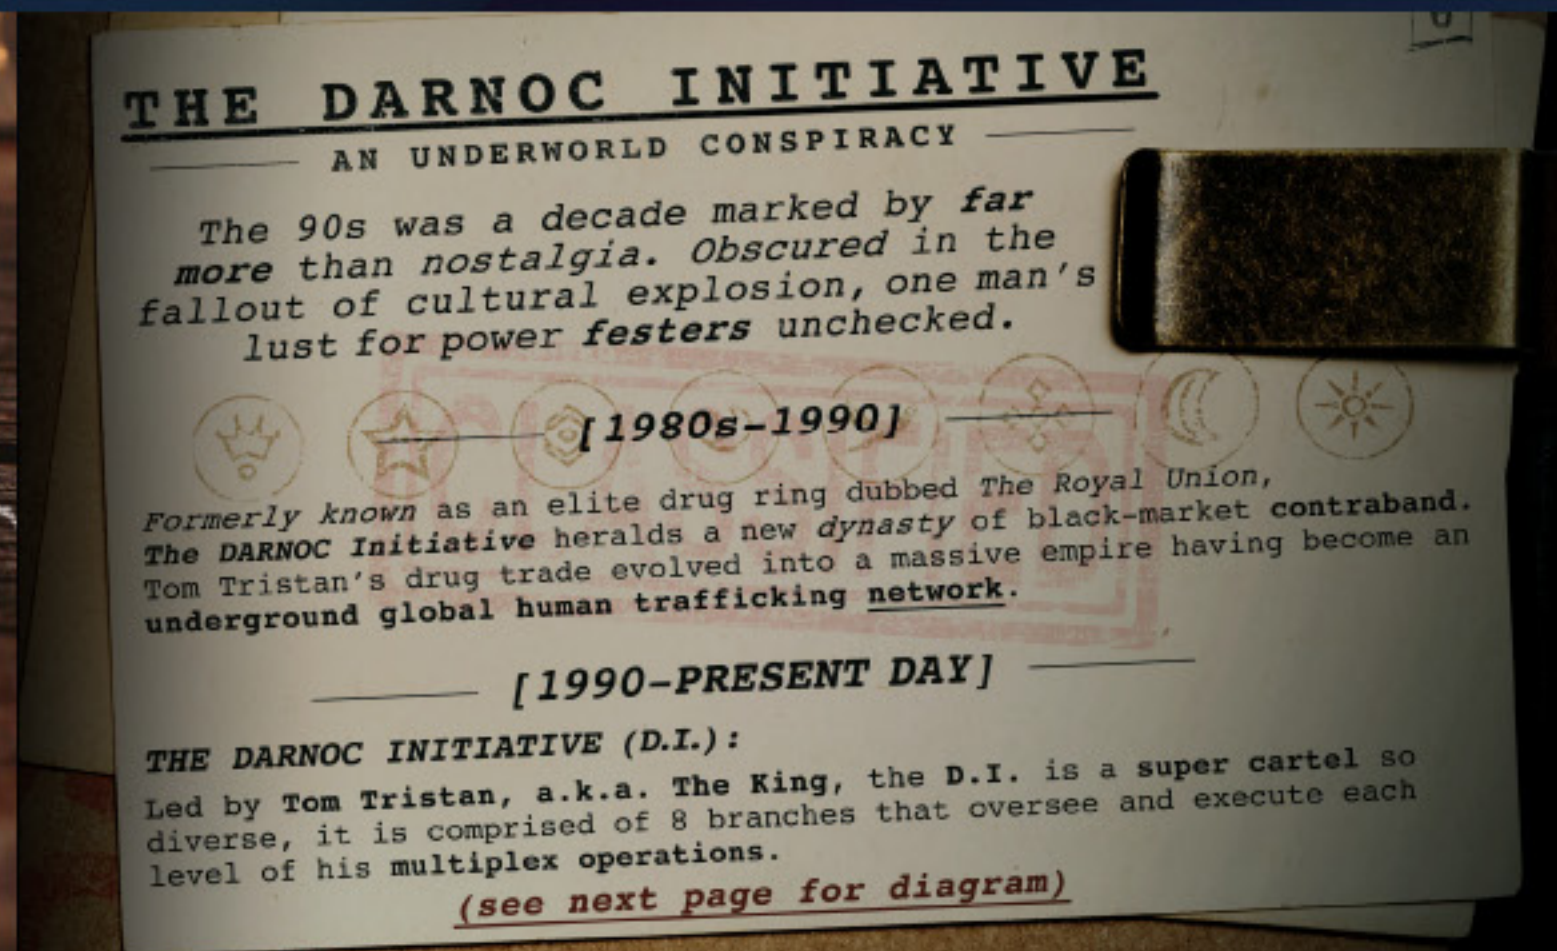 THE DARNOC INITIATIVE
AN UNDERWORLD CONSPIRACY
The 90s was a decade marked by far
more than nostalgia. Obscured in the
fallout of cultural explosion, one man's
lust for power festers unchecked.
[1980s-1990]
Formerly known as an elite drug ring dubbed The Royal Union,
The DARNOC Initiative heralds a new dynasty of black-market contraband.
Tom Tristan's drug trade evolved into a massive empire having become an
underground global human trafficking network.
[1990-PRESENT DAY]
THE DARNOC INITIATIVE (D.I.):
Led by Tom Tristan, a.k.a. The King, the D.I. is a super cartel so
diverse, it is comprised of 8 branches that oversee and execute each
level of his multiplex operations.
(see next page for diagram)